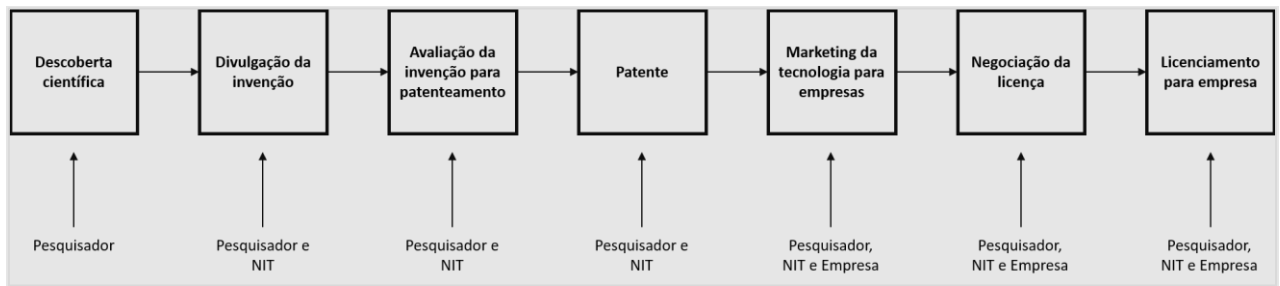 Descoberta
científica
Divulgação da
invenção
Avaliação da
invenção para
patenteamento
Patente
Marketing da
tecnologia para
empresas
Negociação da
licença
Licenciamento
para empresa
Pesquisador
Pesquisador e
NIT
Pesquisador e
NIT
Pesquisador e
NIT
Pesquisador,
NIT e Empresa
Pesquisador,
NIT e Empresa
Pesquisador,
NIT e Empresa